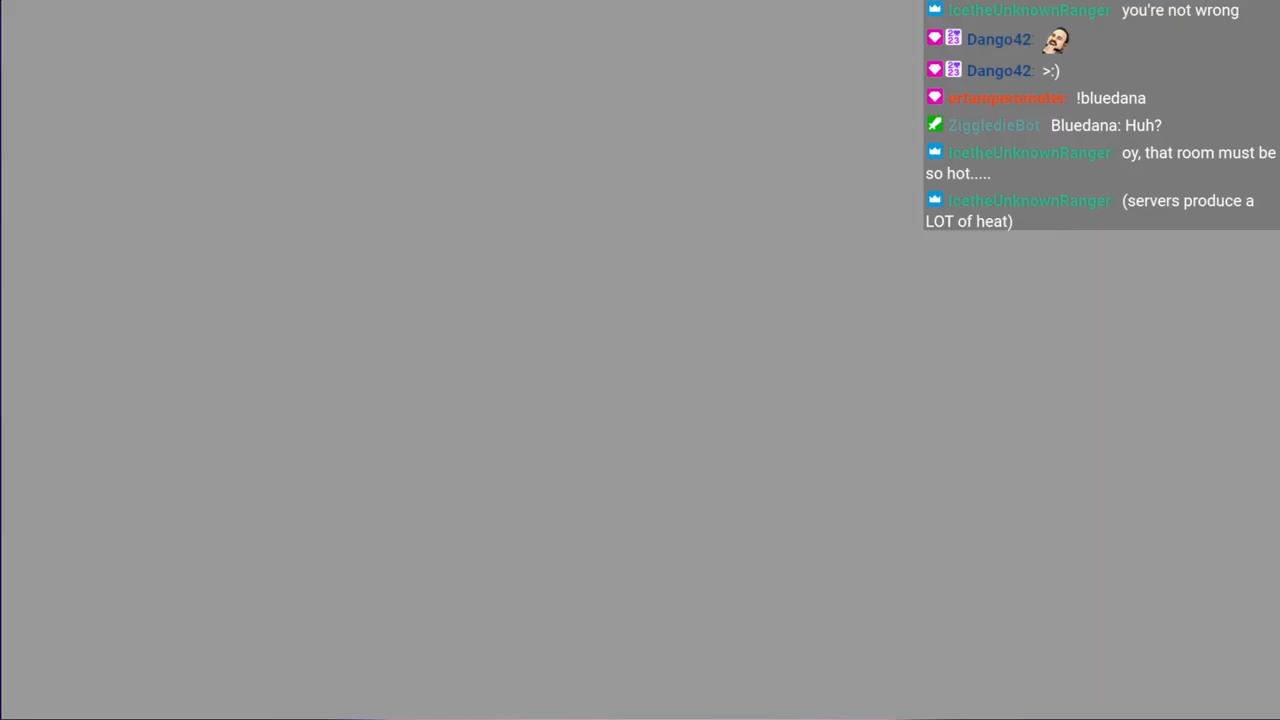 IcetheUnknownRanger you're not wrong
Dango42:
Dango42: >:)
ertamperometer !bluedana
ZiggledieBot Bluedana: Huh?
IcetheUnknownRanger oy, that room must be
so hot.....
IcetheUnknownRanger (servers produce a
LOT of heat)